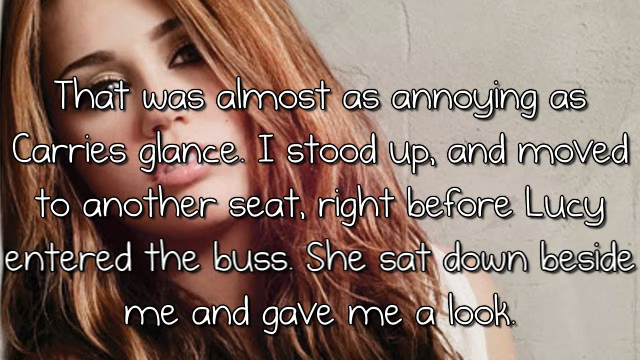 That was almost as annoying as
Carries glance. I stood up, and moved
to another seat, right before Lucy
entered the buss. She sat down beside
me and gave me a look.